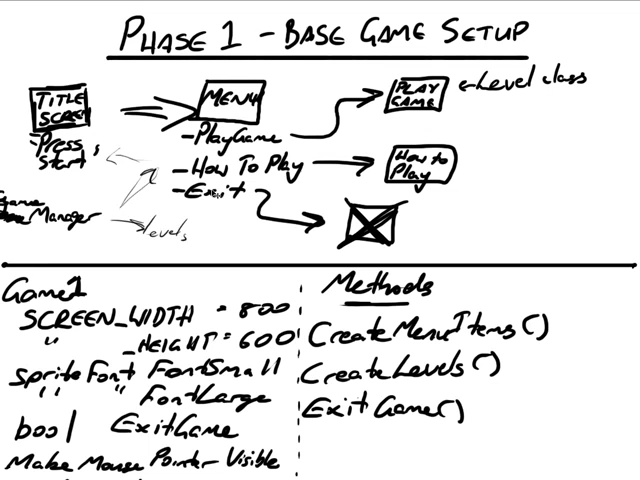 PHASE 1 - BASE GAME SETUP
TITLE
SCREEN
- Press
Start'
MENU
- PlayGame
- How To Play
- Exit
PLAY
GAME
Level class
How to
Play
Game
Manager
levels
Game1
SCREEN_WIDTH = 800
" _HEIGHT = 600
spriteFont FontSmall
" " FontLarge
bool ExitGame
Make Mouse Pointer Visible
Methods
CreateMenuItems()
CreateLevels()
ExitGame()